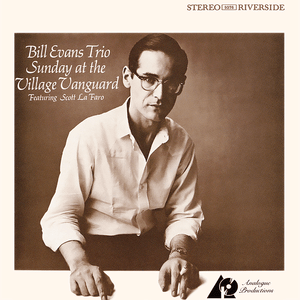 STEREO RIVERSIDE
Bill Evans Trio
Sunday at the
Village Vanguard
Featuring Scott La Faro
Analogue
Productions